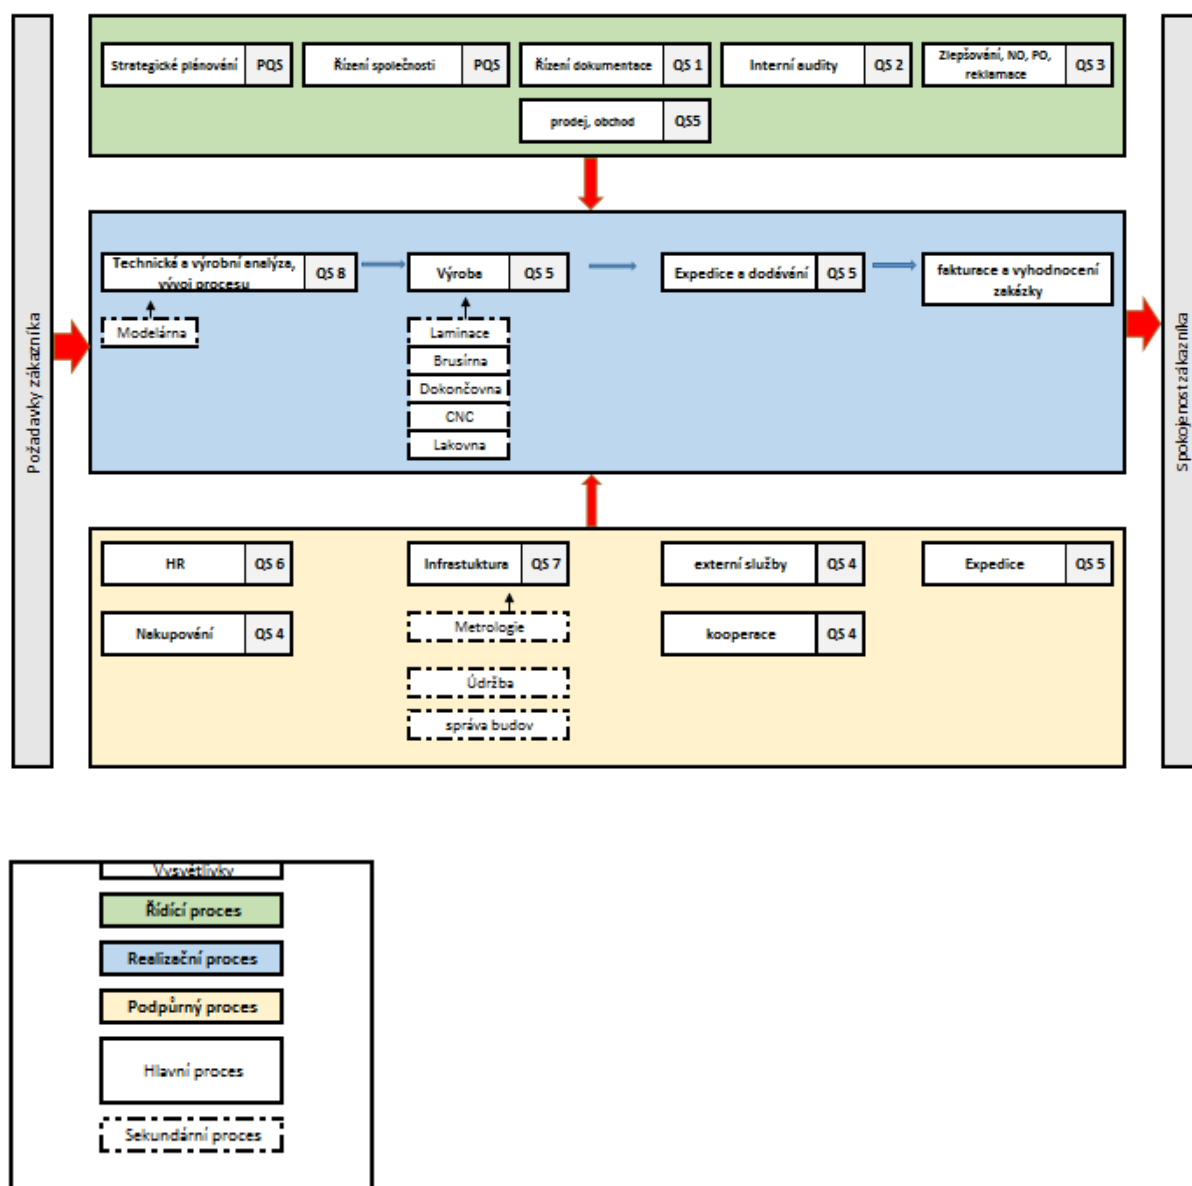 Požadavky zákazníka
Strategické plánování PQS
Řízení společnosti PQS
Řízení dokumentace QS 1
Interní audity QS 2
Zlepšování, NO, PO,
reklamace QS 3
prodej, obchod QS5
Technická a výrobní analýza,
vývoj procesu QS 8
Výroba QS 5
Expedice a dodávání QS 5
fakturace a vyhodnocení
zakázky
Modelárna
Laminace
Brusírna
Dokončovna
CNC
Lakovna
HR QS 6
Infrastuktura QS 7
externí služby QS 4
Expedice QS 5
Nakupování QS 4
Metrologie
kooperace QS 4
Údržba
správa budov
Spokojenost zákazníka
Vysvětlivky
Řídící proces
Realizační proces
Podpůrný proces
Hlavní proces
Sekundární proces